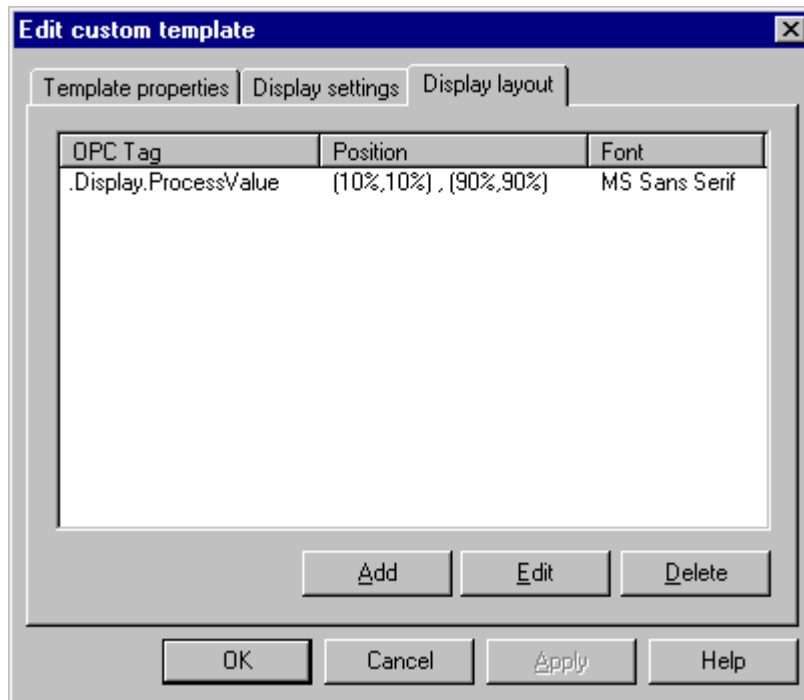 Edit custom template
Template properties Display settings Display layout
OPC Tag Position Font
.Display.ProcessValue (10%,10%) , (90%,90%) MS Sans Serif
Add Edit Delete
OK Cancel Apply Help